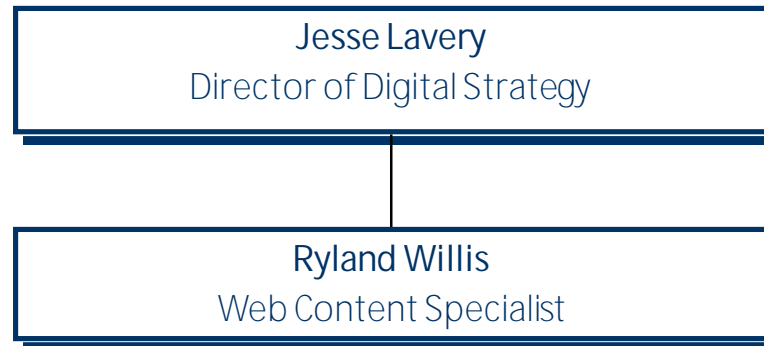 Jesse Lavery
Director of Digital Strategy
Ryland Willis
Web Content Specialist